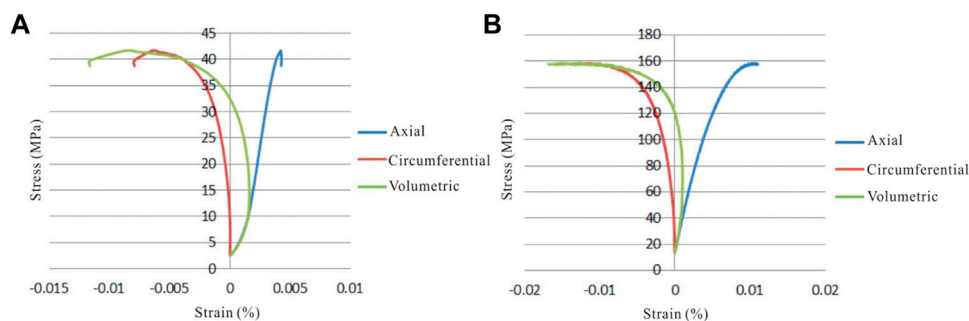 A
45
40
35
30
25
20
15
10
5
0
Stress (MPa)
-0.015
-0.01
-0.005
0
0.005
0.01
Strain (%)
Axial
Circumferential
Volumetric
B
180
160
140
120
100
80
60
40
20
0
Stress (MPa)
-0.02
-0.01
0
0.01
0.02
Strain (%)
Axial
Circumferential
Volumetric